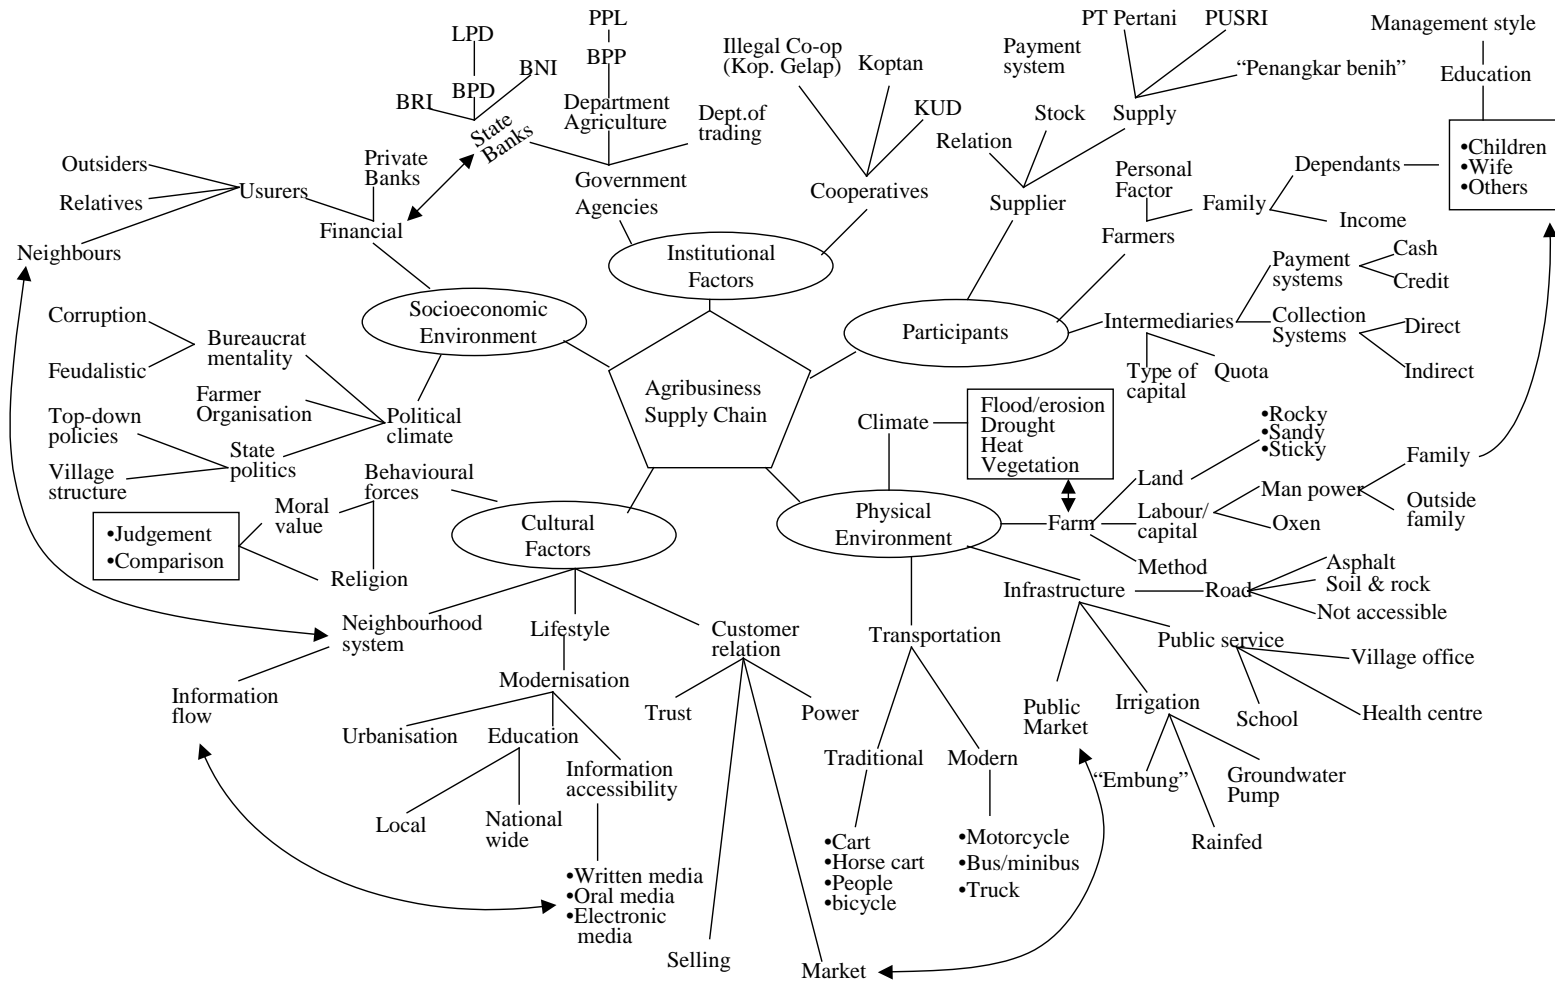 PPL
PT Pertani
PUSRI
Management style
LPD
BPP
Illegal Co-op
(Kop. Gelap)
Koptan
Payment
system
BNI
“Penangkar benih”
Education
BRI
BPD
Department
Agriculture
Dept.of
trading
KUD
Stock
Supply
State
Banks
Relation
•Children
•Wife
•Others
Outsiders
Private
Banks
Personal
Factor
Dependants
Relatives
Usurers
Government
Agencies
Cooperatives
Supplier
Family
Income
Neighbours
Financial
Farmers
Institutional
Factors
Payment
systems
Cash
Credit
Corruption
Socioeconomic
Environment
Participants
Intermediaries
Collection
Systems
Direct
Bureaucrat
mentality
Feudalistic
Type of
capital
Quota
Indirect
Farmer
Organisation
Agribusiness
Supply Chain
Top-down
policies
Political
climate
Climate
Flood/erosion
Drought
Heat
Vegetation
•Rocky
•Sandy
•Sticky
State
politics
Village
structure
Behavioural
forces
Land
Family
Moral
value
Man power
Outside
family
•Judgement
•Comparison
Cultural
Factors
Physical
Environment
Farm
Labour/
capital
Oxen
Religion
Method
Asphalt
Infrastructure
Road
Soil & rock
Not accessible
Neighbourhood
system
Lifestyle
Customer
relation
Transportation
Public service
Village office
Information
flow
Modernisation
Trust
Power
Public
Market
Irrigation
School
Health centre
Urbanisation
Education
Information
accessibility
Traditional
Modern
“Embung”
Groundwater
Pump
Local
National
wide
•Cart
•Horse cart
•People
•bicycle
•Motorcycle
•Bus/minibus
•Truck
Rainfed
•Written media
•Oral media
•Electronic
media
Selling
Market